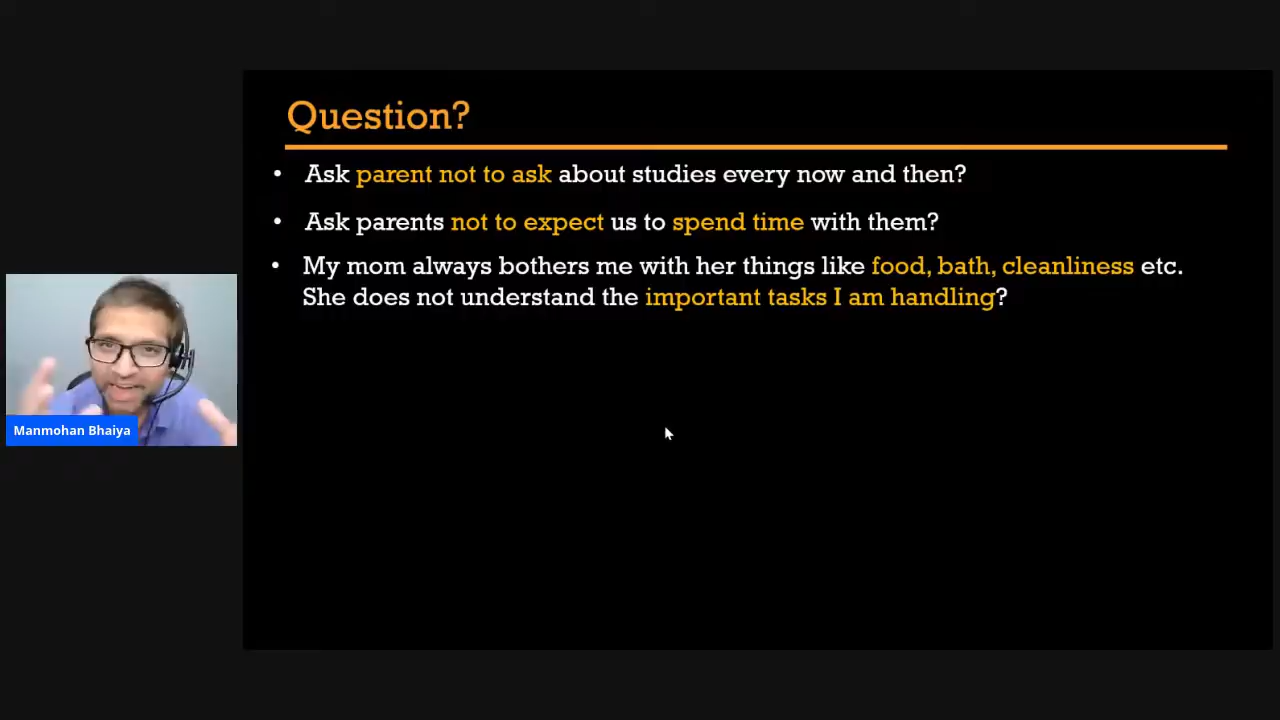 Question?
• Ask parent not to ask about studies every now and then?
• Ask parents not to expect us to spend time with them?
• My mom always bothers me with her things like food, bath, cleanliness etc.
She does not understand the important tasks I am handling?
Manmohan Bhaiya